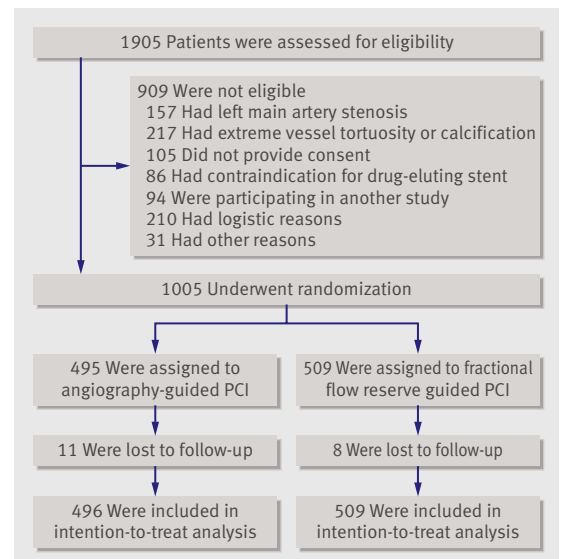 1905 Patients were assessed for eligibility
909 Were not eligible
157 Had left main artery stenosis
217 Had extreme vessel tortuosity or calcification
105 Did not provide consent
86 Had contraindication for drug-eluting stent
94 Were participating in another study
210 Had logistic reasons
31 Had other reasons
1005 Underwent randomization
495 Were assigned to
angiography-guided PCI
509 Were assigned to fractional
flow reserve guided PCI
11 Were lost to follow-up
8 Were lost to follow-up
496 Were included in
intention-to-treat analysis
509 Were included in
intention-to-treat analysis